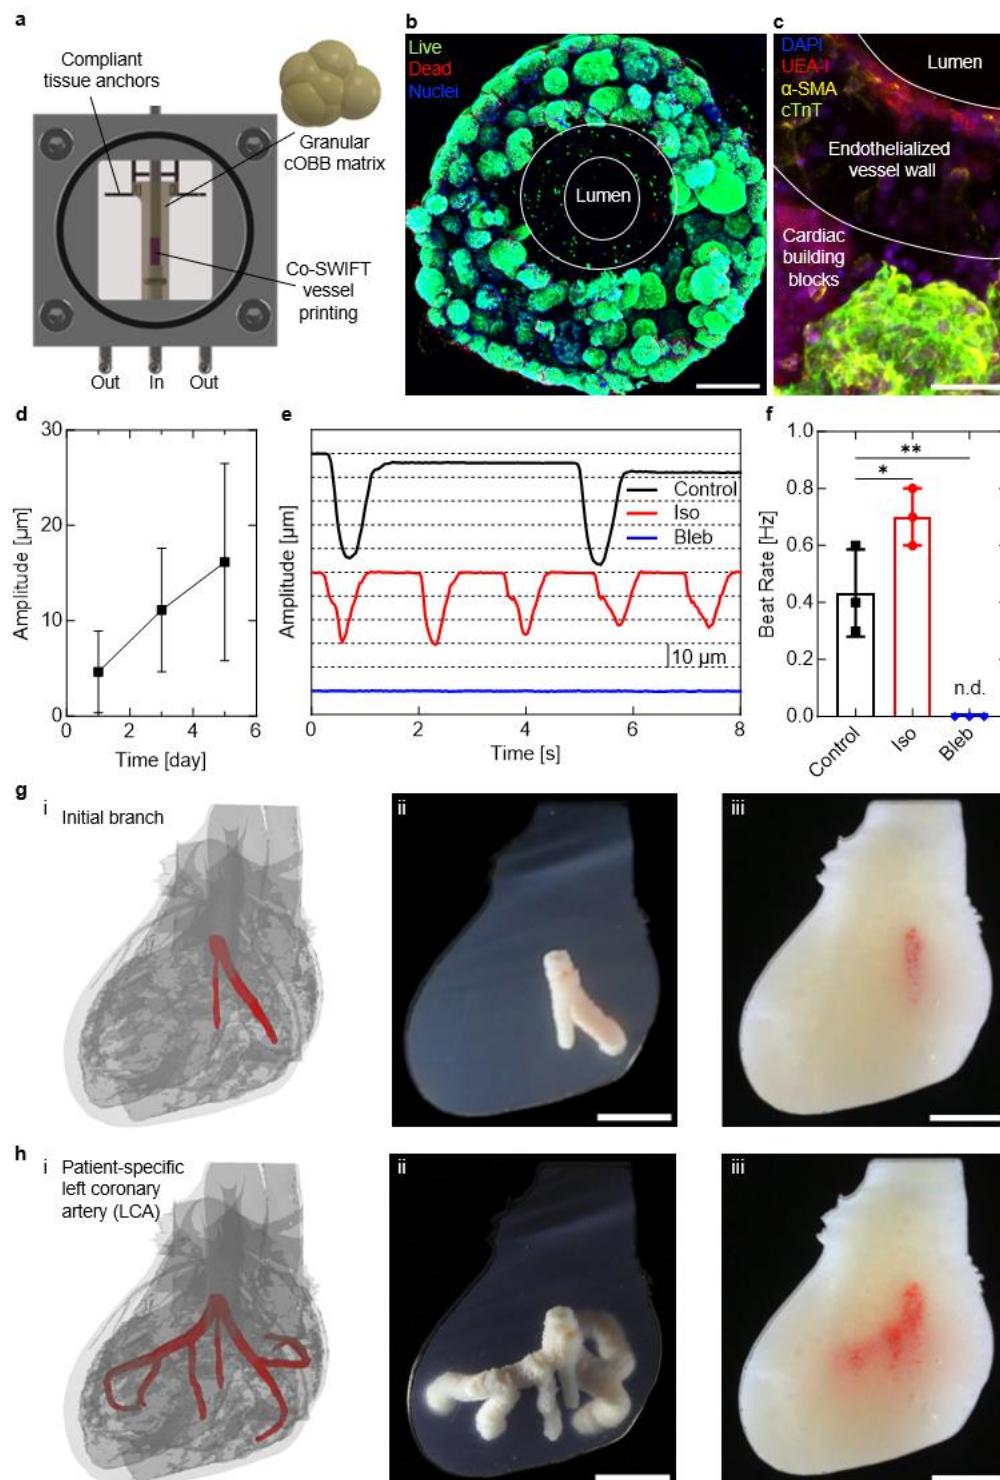 a
Compliant
tissue anchors
Granular
cOBB matrix
Co-SWIFT
vessel
printing
Out
In
Out
b
Live
Dead
Nuclei
Lumen
c
DAPI
UEA-I
α-SMA
cTnT
Lumen
Endothelialized
vessel wall
Cardiac
building
blocks
d
Amplitude [µm]
30
20
10
0
0
2
4
6
Time [day]
e
Amplitude [µm]
Control
Iso
Bleb
10 µm
0
2
4
6
8
Time [s]
f
Beat Rate [Hz]
1.0
0.8
0.6
0.4
0.2
0.0
**
*
n.d.
Control
Iso
Bleb
g
i
Initial branch
ii
iii
h
i
Patient-specific
left coronary
artery (LCA)
ii
iii